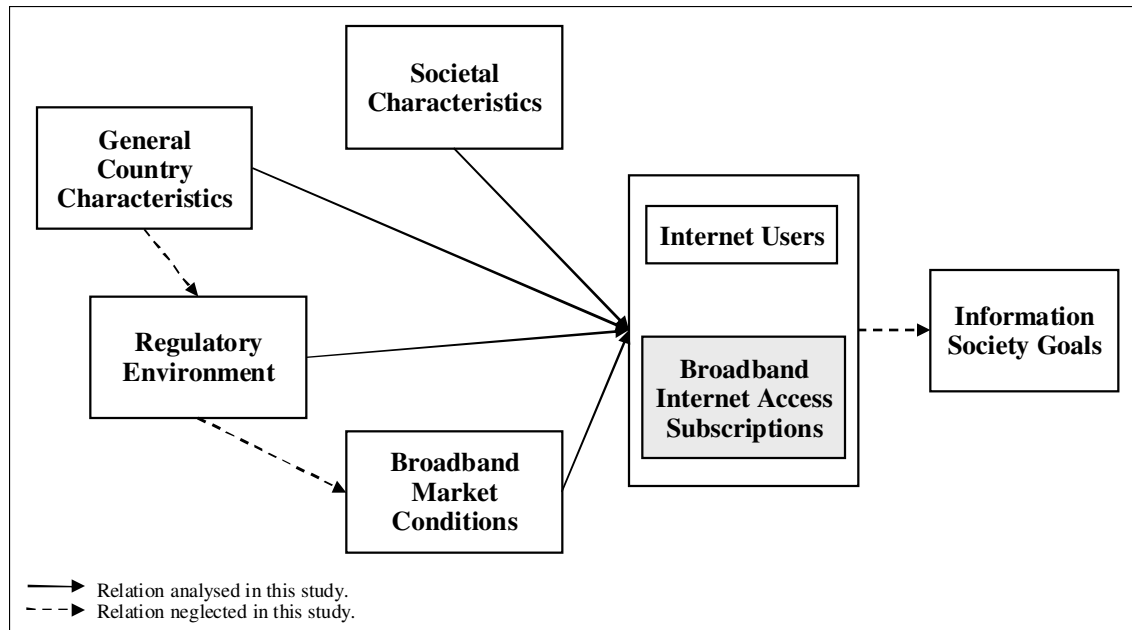 Societal
Characteristics
General
Country
Characteristics
Internet Users
Regulatory
Environment
Broadband
Internet Access
Subscriptions
Information
Society Goals
Broadband
Market
Conditions
Relation analysed in this study.
Relation neglected in this study.